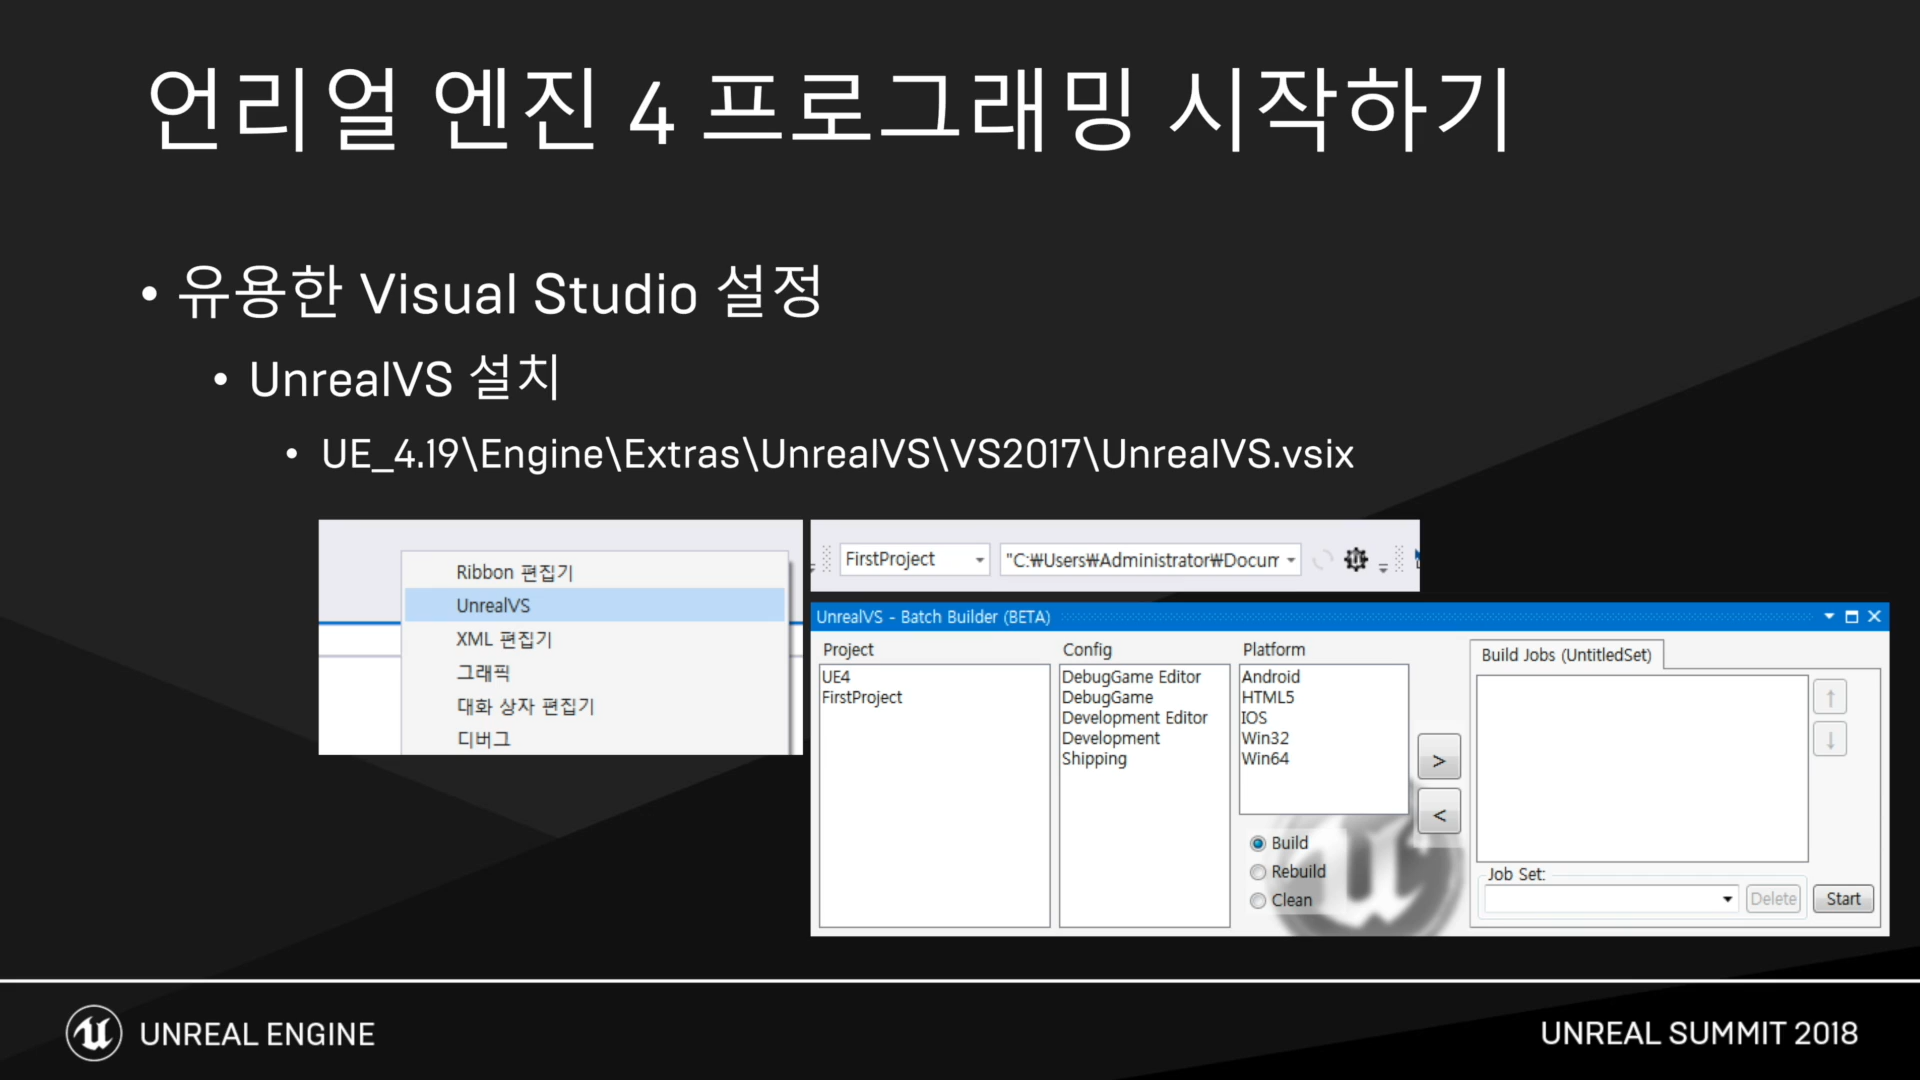 언리얼 엔진 4 프로그래밍 시작하기
• 유용한 Visual Studio 설정
• UnrealVS 설치
• UE_4.19\Engine\Extras\UnrealVS\VS2017\UnrealVS.vsix
Ribbon 편집기
UnrealVS
XML 편집기
그래픽
대화 상자 편집기
디버그
FirstProject
"C:₩Users₩Administrator₩Docum
UnrealVS - Batch Builder (BETA)
Project
UE4
FirstProject
Config
DebugGame Editor
DebugGame
Development Editor
Development
Shipping
Platform
Android
HTML5
IOS
Win32
Win64
>
<
Build
Rebuild
Clean
Build Jobs (UntitledSet)
↑
↓
Job Set:
Delete
Start
UNREAL ENGINE
UNREAL SUMMIT 2018